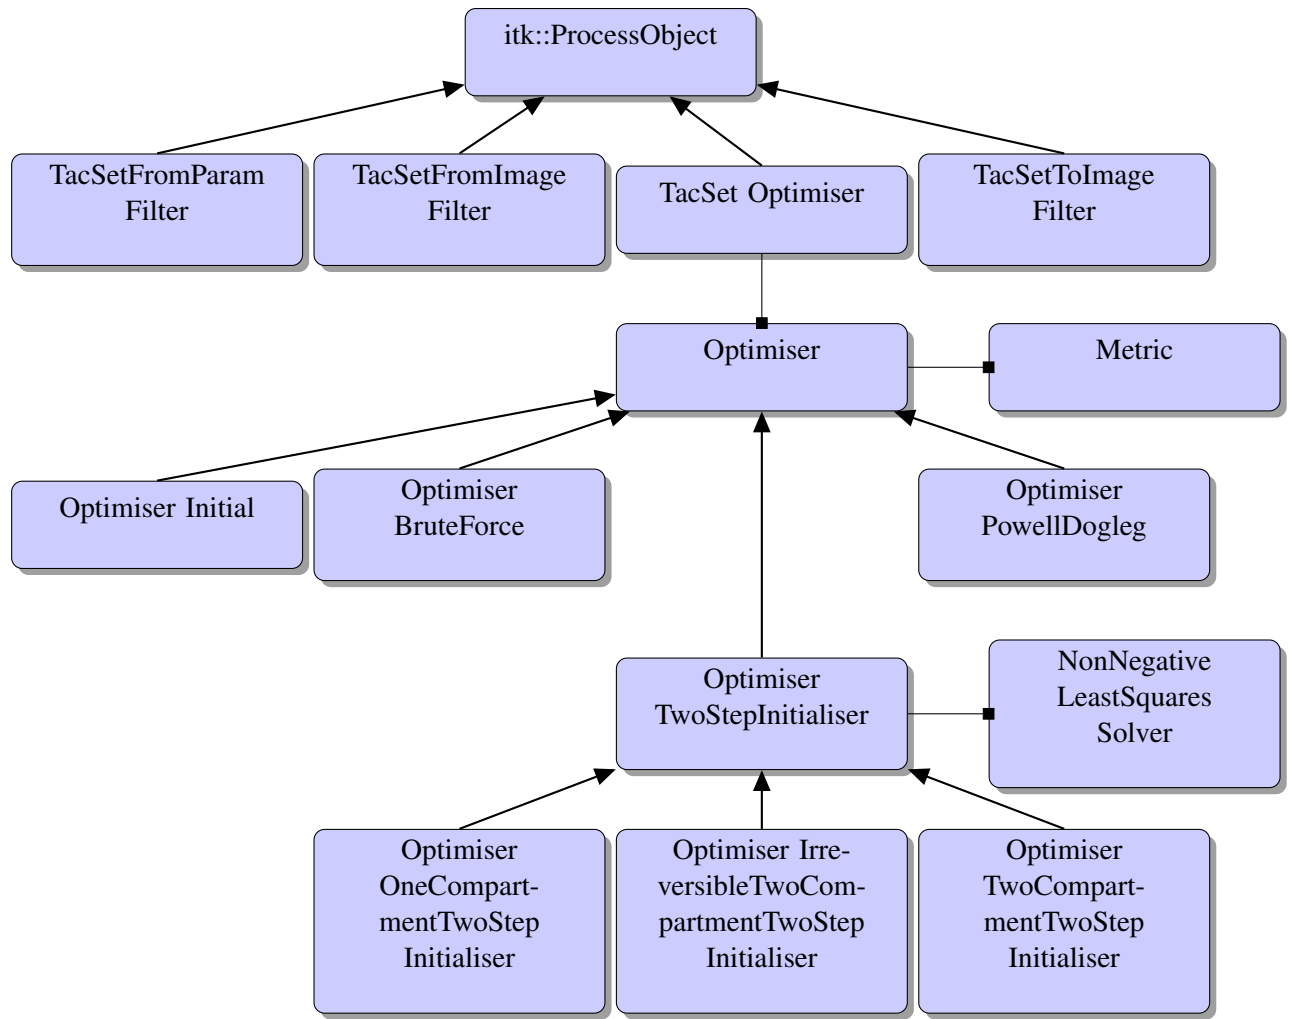 itk::ProcessObject
TacSetFromParam
Filter
TacSetFromImage
Filter
TacSet Optimiser
TacSetToImage
Filter
Optimiser
Metric
Optimiser Initial
Optimiser
BruteForce
Optimiser
PowellDogleg
Optimiser
TwoStepInitialiser
NonNegative
LeastSquares
Solver
Optimiser
OneCompart-
mentTwoStep
Initialiser
Optimiser Irre-
versibleTwoCom-
partmentTwoStep
Initialiser
Optimiser
TwoCompart-
mentTwoStep
Initialiser